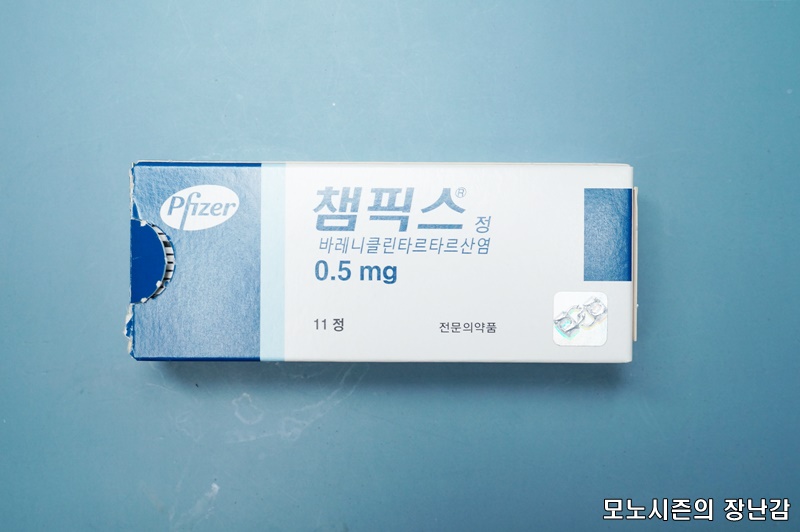 Pfizer
챔픽스® 정
바레니클린타르타르산염
0.5 mg
11 정
전문의약품
모노시즌의 장난감